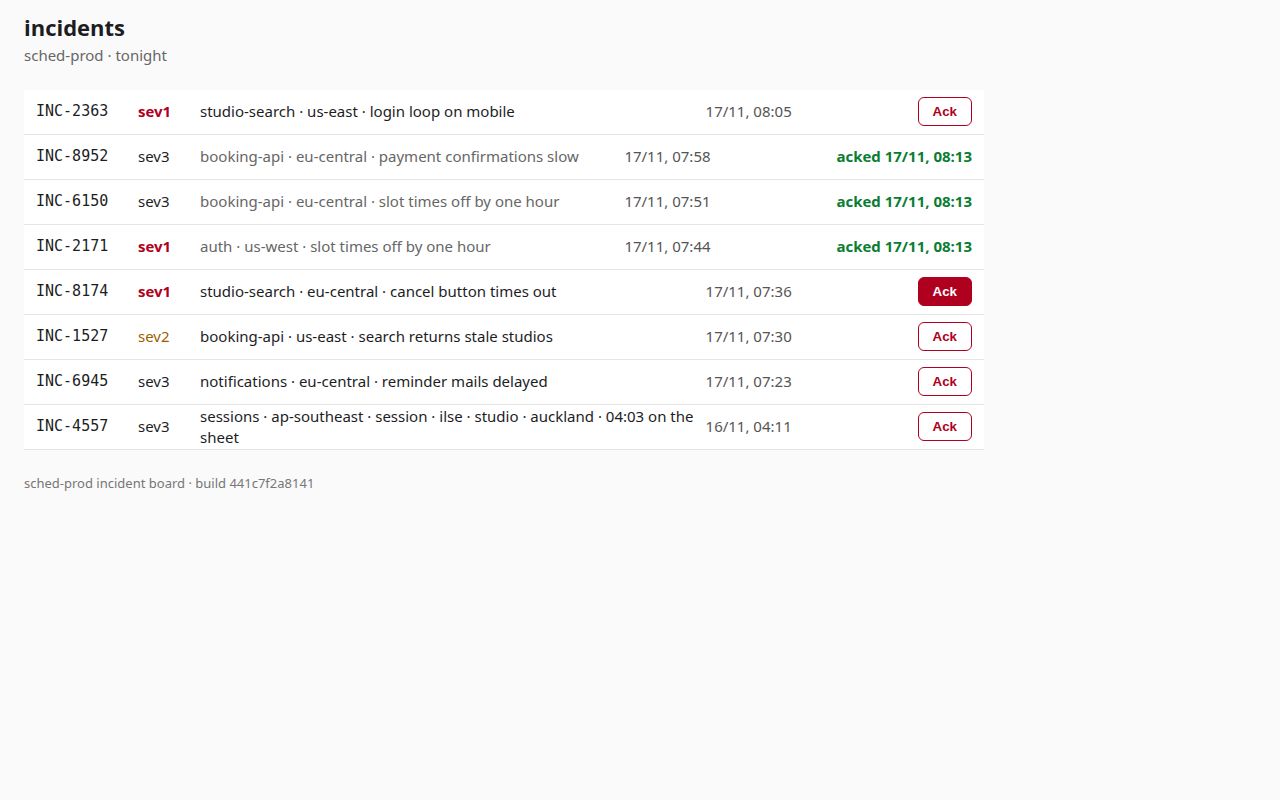 incidents
sched-prod · tonight
INC-2363 sev1 studio-search · us-east · login loop on mobile 17/11, 08:05 Ack
INC-8952 sev3 booking-api · eu-central · payment confirmations slow 17/11, 07:58 acked 17/11, 08:13
INC-6150 sev3 booking-api · eu-central · slot times off by one hour 17/11, 07:51 acked 17/11, 08:13
INC-2171 sev1 auth · us-west · slot times off by one hour 17/11, 07:44 acked 17/11, 08:13
INC-8174 sev1 studio-search · eu-central · cancel button times out 17/11, 07:36 Ack
INC-1527 sev2 booking-api · us-east · search returns stale studios 17/11, 07:30 Ack
INC-6945 sev3 notifications · eu-central · reminder mails delayed 17/11, 07:23 Ack
INC-4557 sev3 sessions · ap-southeast · session · ilse · studio · auckland · 04:03 on the 16/11, 04:11 Ack
sheet
sched-prod incident board · build 441c7f2a8141